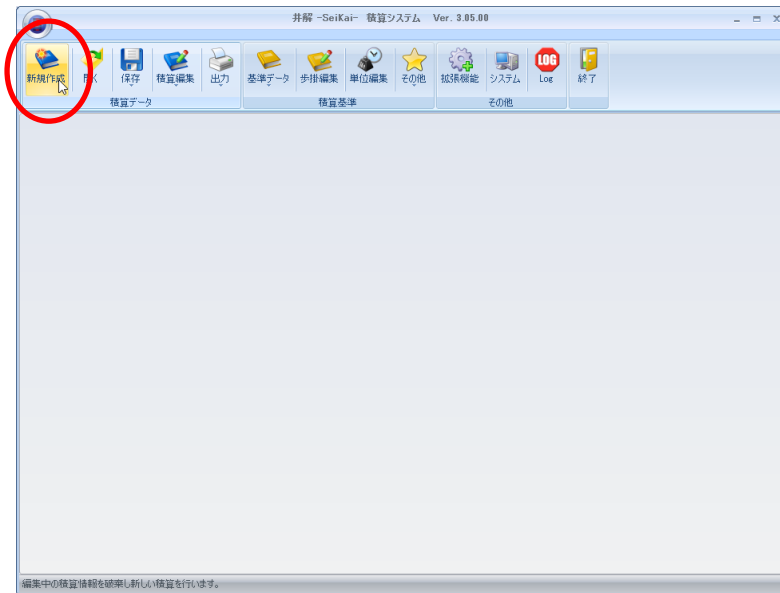 井解 -SeiKai- 積算システム Ver. 3.05.00
新規作成 開く 保存 積算編集 出力 基準データ 歩掛編集 単位編集 その他 拡張機能 システム LOG Log 終了
積算データ 積算基準 その他
編集中の積算情報を破棄し新しい積算を行います。